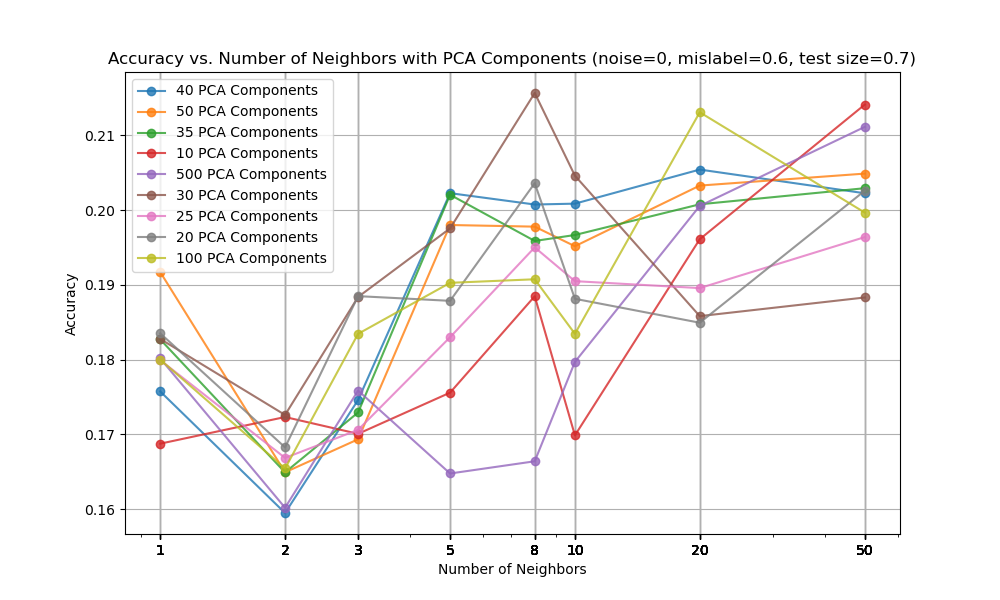 Accuracy vs. Number of Neighbors with PCA Components (noise=0, mislabel=0.6, test size=0.7)
40 PCA Components
50 PCA Components
35 PCA Components
10 PCA Components
500 PCA Components
30 PCA Components
25 PCA Components
20 PCA Components
100 PCA Components
Accuracy
0.21
0.20
0.19
0.18
0.17
0.16
1 2 3 5 8 10 20 50
Number of Neighbors